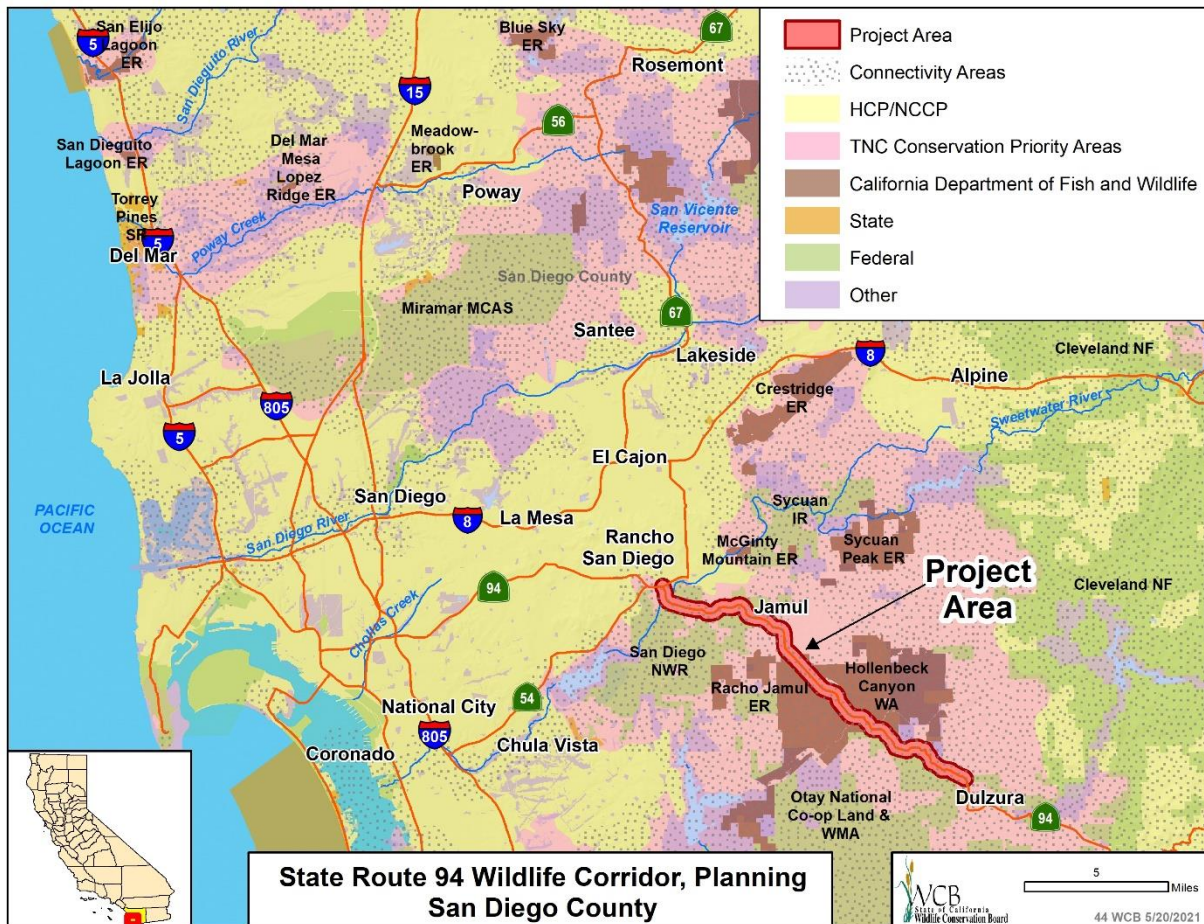 San Elijo
Lagoon
ER
5
San Dieguito River
Blue Sky
ER
67
Rosemont
15
56
San Dieguito
Lagoon ER
Del Mar
Mesa
Lopez
Ridge ER
Meadow-
brook
ER
Poway
Torrey
Pines
SR
5
Del Mar
Poway Creek
San Vicente
Reservoir
San Diego County
Miramar MCAS
Santee
67
Lakeside
La Jolla
805
5
8
Cleveland NF
Alpine
Crestridge
ER
Sweetwater River
El Cajon
San Diego
8
La Mesa
San Diego River
PACIFIC
OCEAN
Sycuan
IR
Rancho
San Diego
McGinty
Mountain ER
Sycuan
Peak ER
94
Chollas Creek
Project
Area
Cleveland NF
Jamul
San Diego
NWR
Racho Jamul
ER
Hollenbeck
Canyon
WA
54
National City
805
Chula Vista
Coronado
Otay National
Co-op Land &
WMA
Dulzura
94
Project Area
Connectivity Areas
HCP/NCCP
TNC Conservation Priority Areas
California Department of Fish and Wildlife
State
Federal
Other
State Route 94 Wildlife Corridor, Planning
San Diego County
WCB
State of California
Wildlife Conservation Board
5
Miles
44 WCB 5/20/2021